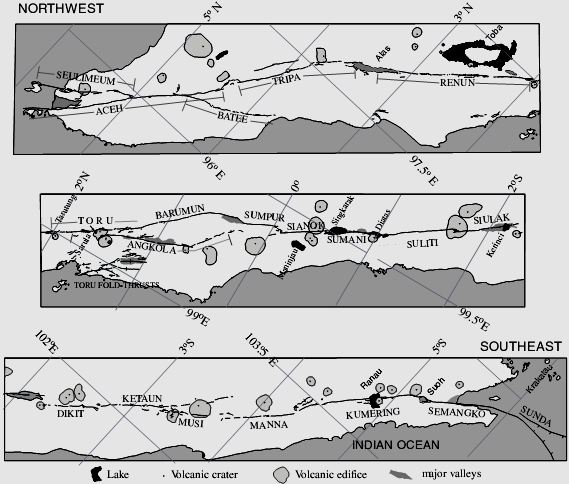 NORTHWEST
5° N
3° N
Toba
Alas
SEULIMEUM
TRIPA
RENUN
ACEH
BATEE
96° E
97.5° E
2° N
0°
2° S
Tarutung
TORU
BARUMUN
SUMPUR
SIANOK
Singkarak
Diatas
SIULAK
Sarula
ANGKOLA
Maninjau
SUMANI
SULITI
Kerinci
TORU FOLD-THRUSTS
99°E
99.5°E
102°E
3°S
103.5°E
5°S
SOUTHEAST
Ranau
Suoh
Krakatau
DIKIT
KETAUN
MUSI
MANNA
KUMERING
SEMANGKO
SUNDA
INDIAN OCEAN
Lake
Volcanic crater
Volcanic edifice
major valleys